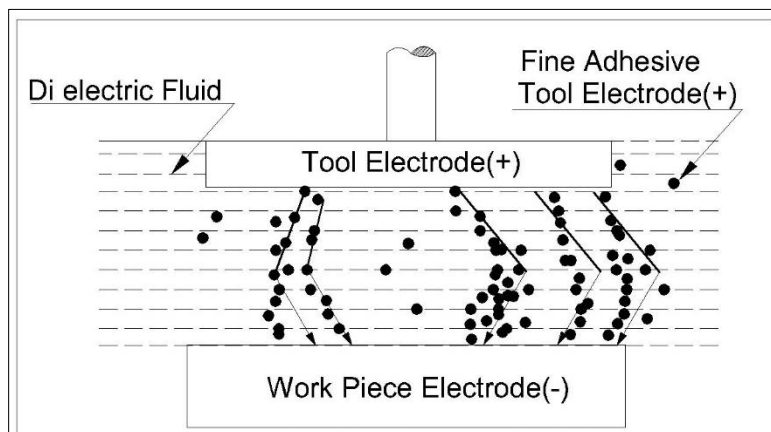 Di electric Fluid
Fine Adhesive
Tool Electrode(+)
Tool Electrode(+)
Work Piece Electrode(-)